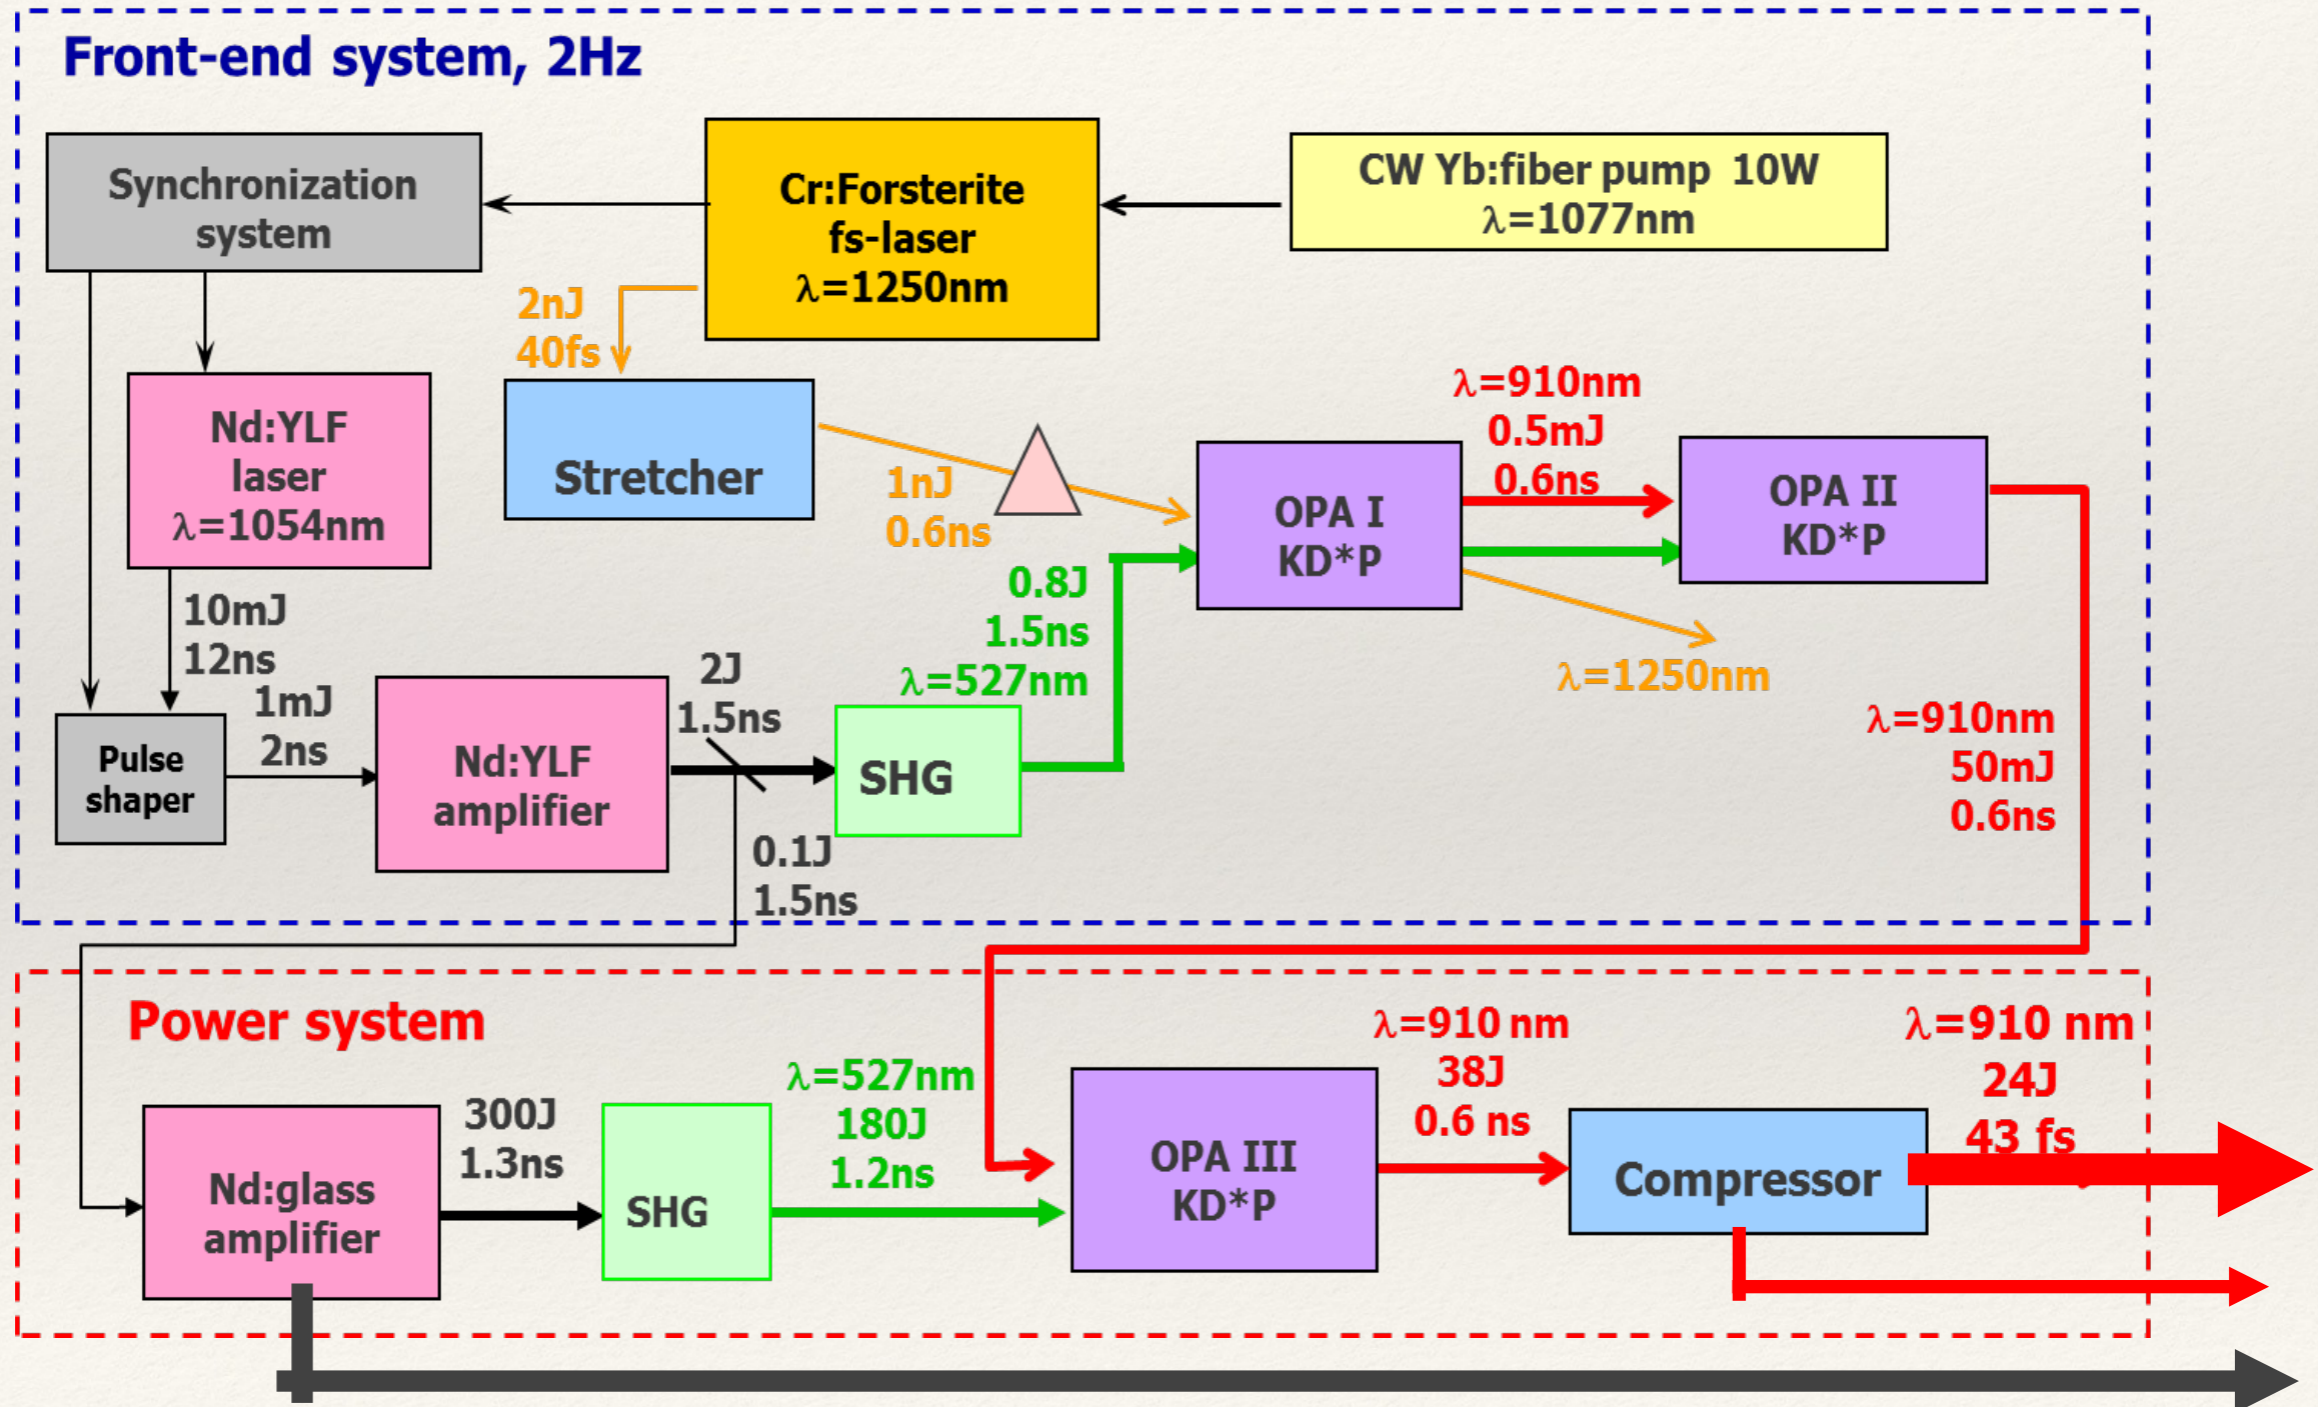 Front-end system, 2Hz
Synchronization
system
Cr:Forsterite
fs-laser
λ=1250nm
CW Yb:fiber pump 10W
λ=1077nm
2nJ
40fs
Nd:YLF
laser
λ=1054nm
Stretcher
1nJ
0.6ns
OPA I
KD*P
λ=910nm
0.5mJ
0.6ns
OPA II
KD*P
λ=1250nm
10mJ
12ns
0.8J
1.5ns
λ=527nm
Pulse
shaper
1mJ
2ns
Nd:YLF
amplifier
2J
1.5ns
SHG
0.1J
1.5ns
λ=910nm
50mJ
0.6ns
Power system
Nd:glass
amplifier
300J
1.3ns
SHG
λ=527nm
180J
1.2ns
OPA III
KD*P
λ=910 nm
38J
0.6 ns
Compressor
λ=910 nm
24J
43 fs